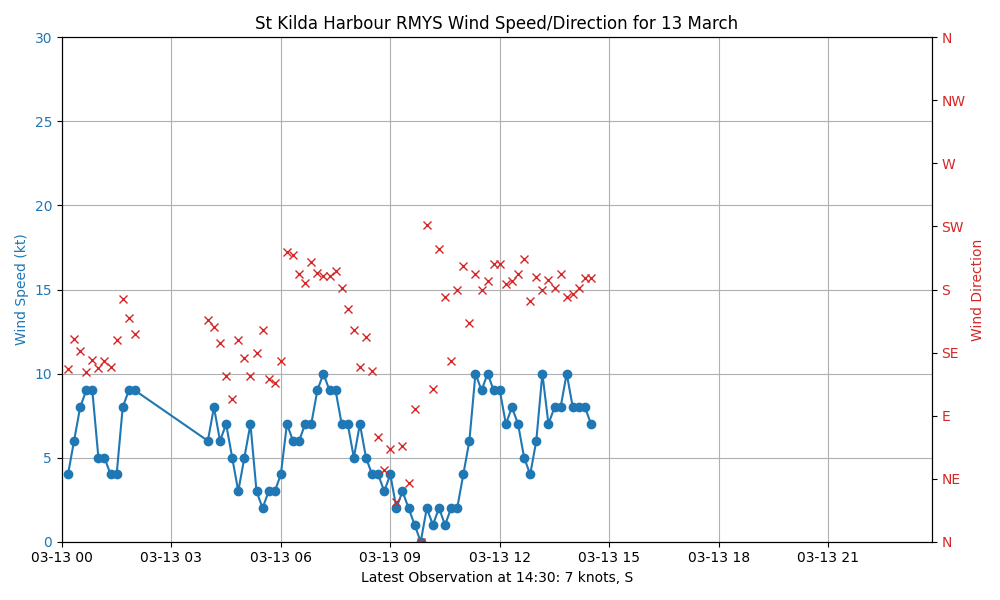 St Kilda Harbour RMYS Wind Speed/Direction for 13 March
Wind Speed (kt)
30
25
20
15
10
5
0
N
NW
W
SW
S
SE
E
NE
N
Wind Direction
03-13 00
03-13 03
03-13 06
03-13 09
03-13 12
03-13 15
03-13 18
03-13 21
Latest Observation at 14:30: 7 knots, S